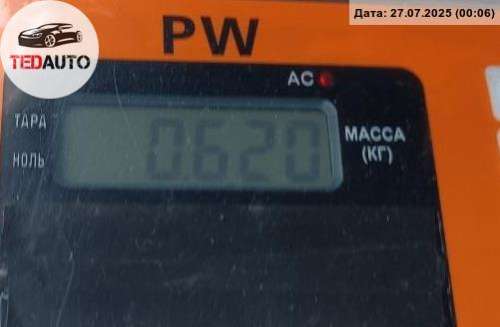 Дата: 27.07.2025 (00:06)
TEDAUTO
PW
AC
ТАРА
НОЛЬ
0.620
МАССА
(КГ)